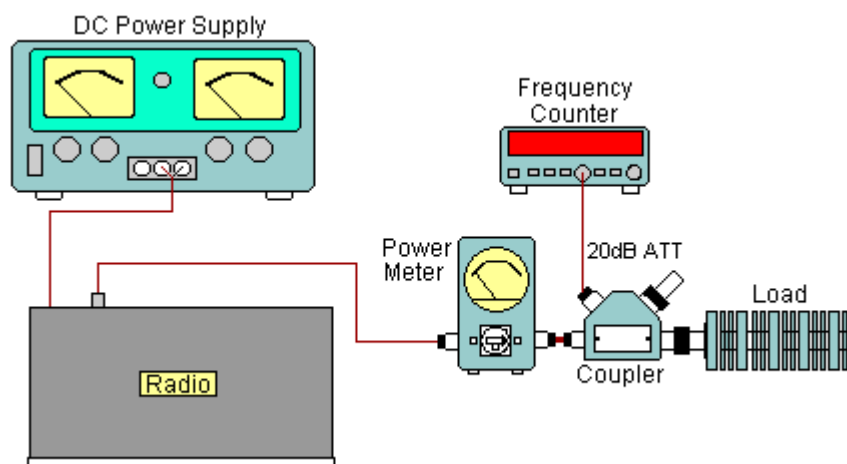 DC Power Supply
Frequency
Counter
Power
Meter
20dB ATT
Load
Radio
Coupler